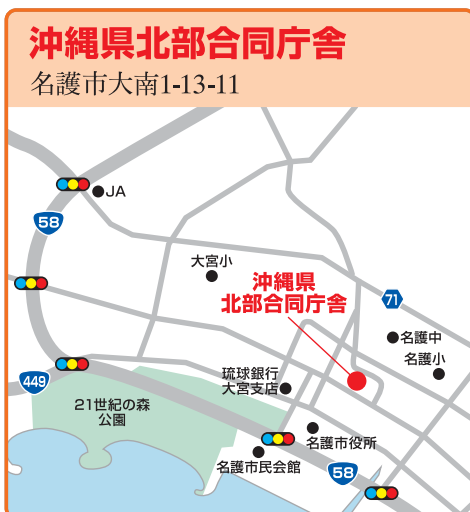 沖縄県北部合同庁舎
名護市大南1-13-11
JA
58
大宮小
沖縄県
北部合同庁舎
71
名護中
名護小
449
琉球銀行
大宮支店
21世紀の森
公園
名護市役所
名護市民会館
58